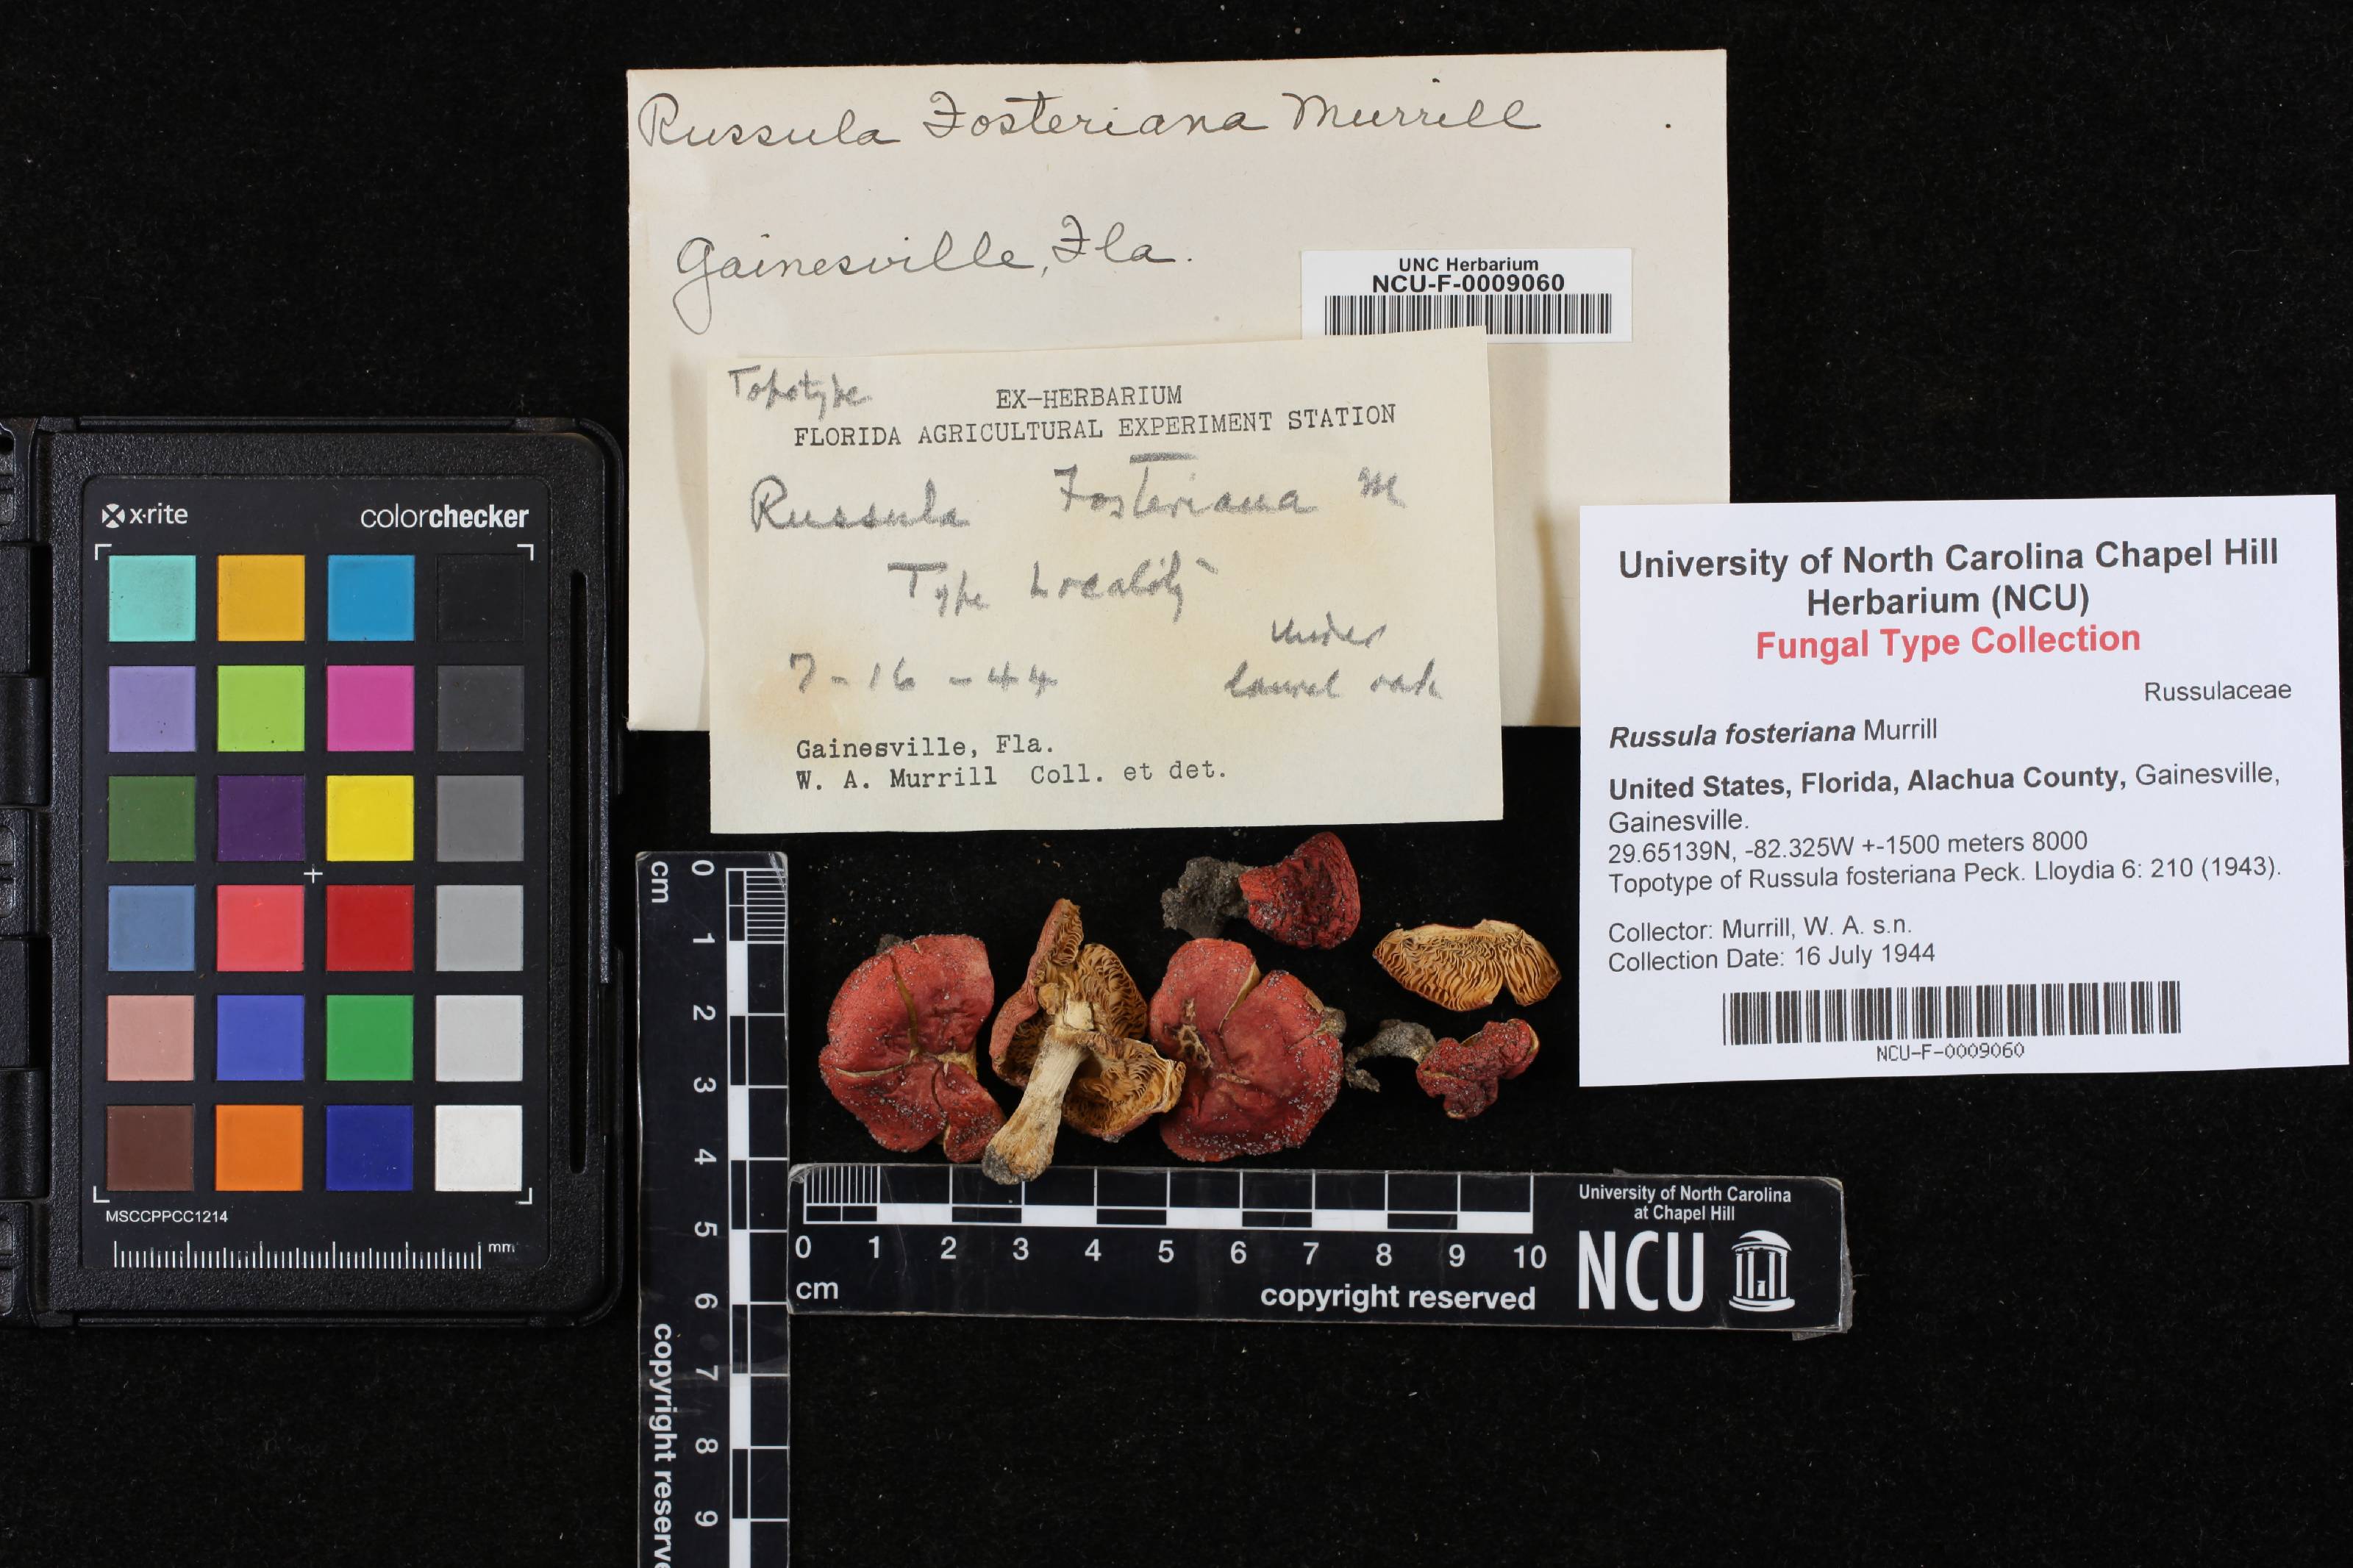 Russula Fosteriana Murrill
Gainesville, Fla.
UNC Herbarium
NCU-F-0009060
Topotype
EX-HERBARIUM
FLORIDA AGRICULTURAL EXPERIMENT STATION
Russula Fosteriana M
Type Locality
under
7-16-44 laurel oak
Gainesville, Fla.
W. A. Murrill Coll. et det.
x·rite colorchecker
MSCCPPCC1214
mm
University of North Carolina Chapel Hill
Herbarium (NCU)
Fungal Type Collection
Russulaceae
Russula fosteriana Murrill
United States, Florida, Alachua County, Gainesville,
Gainesville.
29.65139N, -82.325W +-1500 meters 8000
Topotype of Russula fosteriana Peck. Lloydia 6: 210 (1943).
Collector: Murrill, W. A. s.n.
Collection Date: 16 July 1944
NCU-F-0009060
cm 0 1 2 3 4 5 6 7 8 9
copyright reserve
0 1 2 3 4 5 6 7 8 9 10
cm copyright reserved
University of North Carolina
at Chapel Hill
NCU